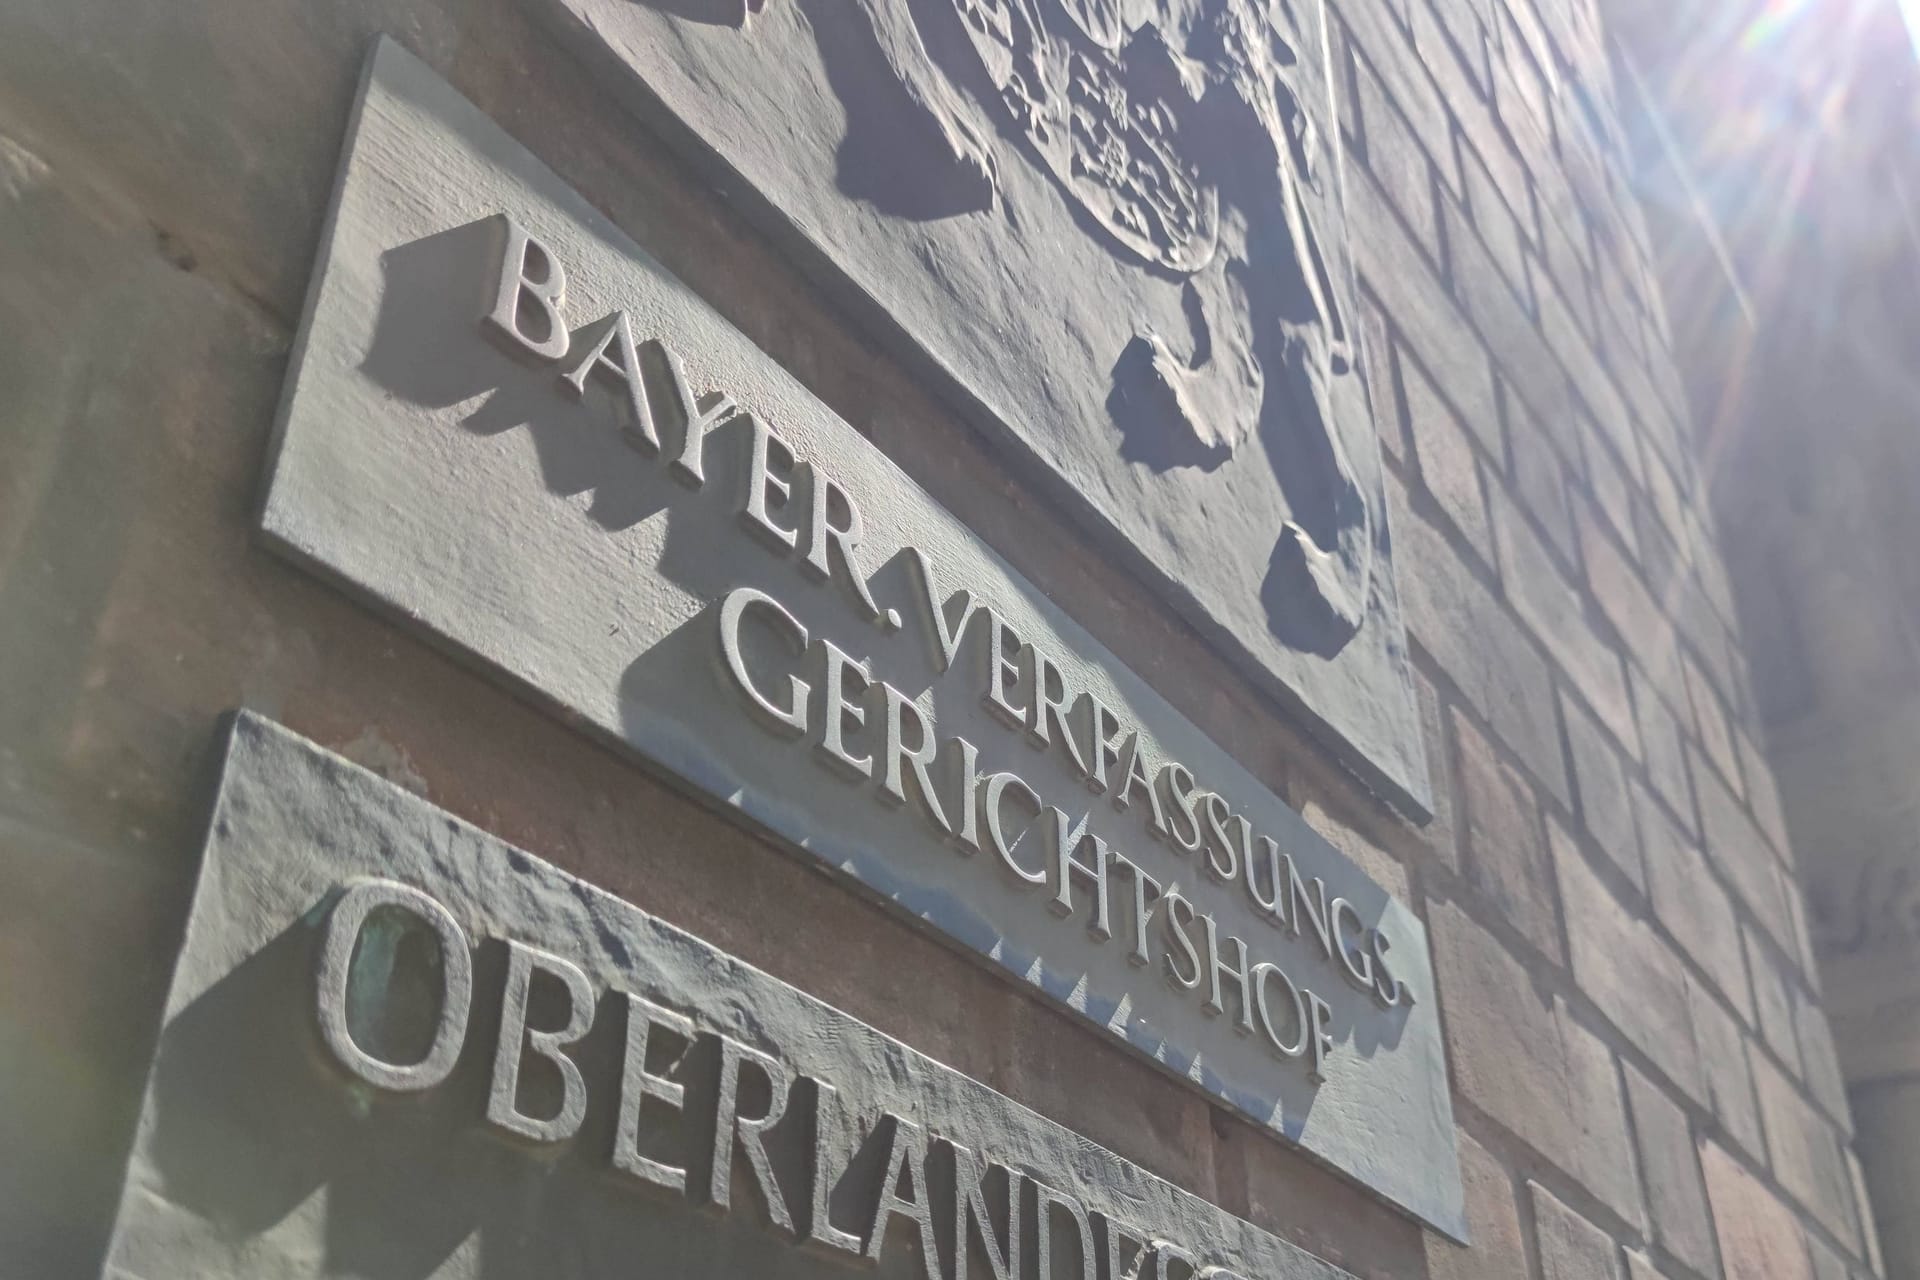 BAYER. VERFASSUNGS-
GERICHTSHOF
OBERLANDES